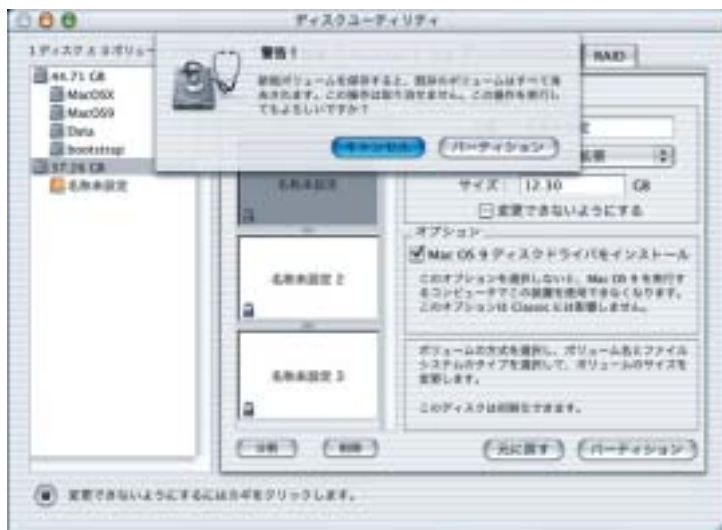 ディスクユーティリティ
1ディスク
44.71 GB
MacOSX
MacOS9
Data
bootstrap
37.26 GB
名称未設定
警告！
新規ボリュームを保存すると、既存のボリュームはすべて消
去されます。この操作は取り消せません。この操作を実行し
てもよろしいですか？
キャンセル
パーティション
RAID
名称未設定
名称未設定 2
名称未設定 3
分割
削除
サイズ：
12.30
GB
変更できないようにする
オプション
Mac OS 9 ディスクドライバをインストール
このオプションを選択しないと、Mac OS 9 を実行す
るコンピュータでこの装置を使用できなくなります。
このオプションは Classic には影響しません。
ボリュームの方式を選択し、ボリューム名とファイル
システムのタイプを選択して、ボリュームのサイズを
変更します。
このディスクは初期化できます。
元に戻す
パーティション
変更できないようにするにはカギをクリックします。